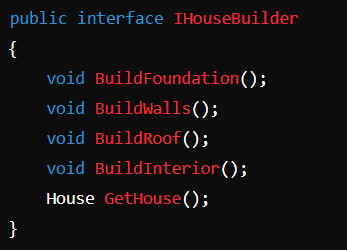 public interface IHouseBuilder
{
    void BuildFoundation();
    void BuildWalls();
    void BuildRoof();
    void BuildInterior();
    House GetHouse();
}